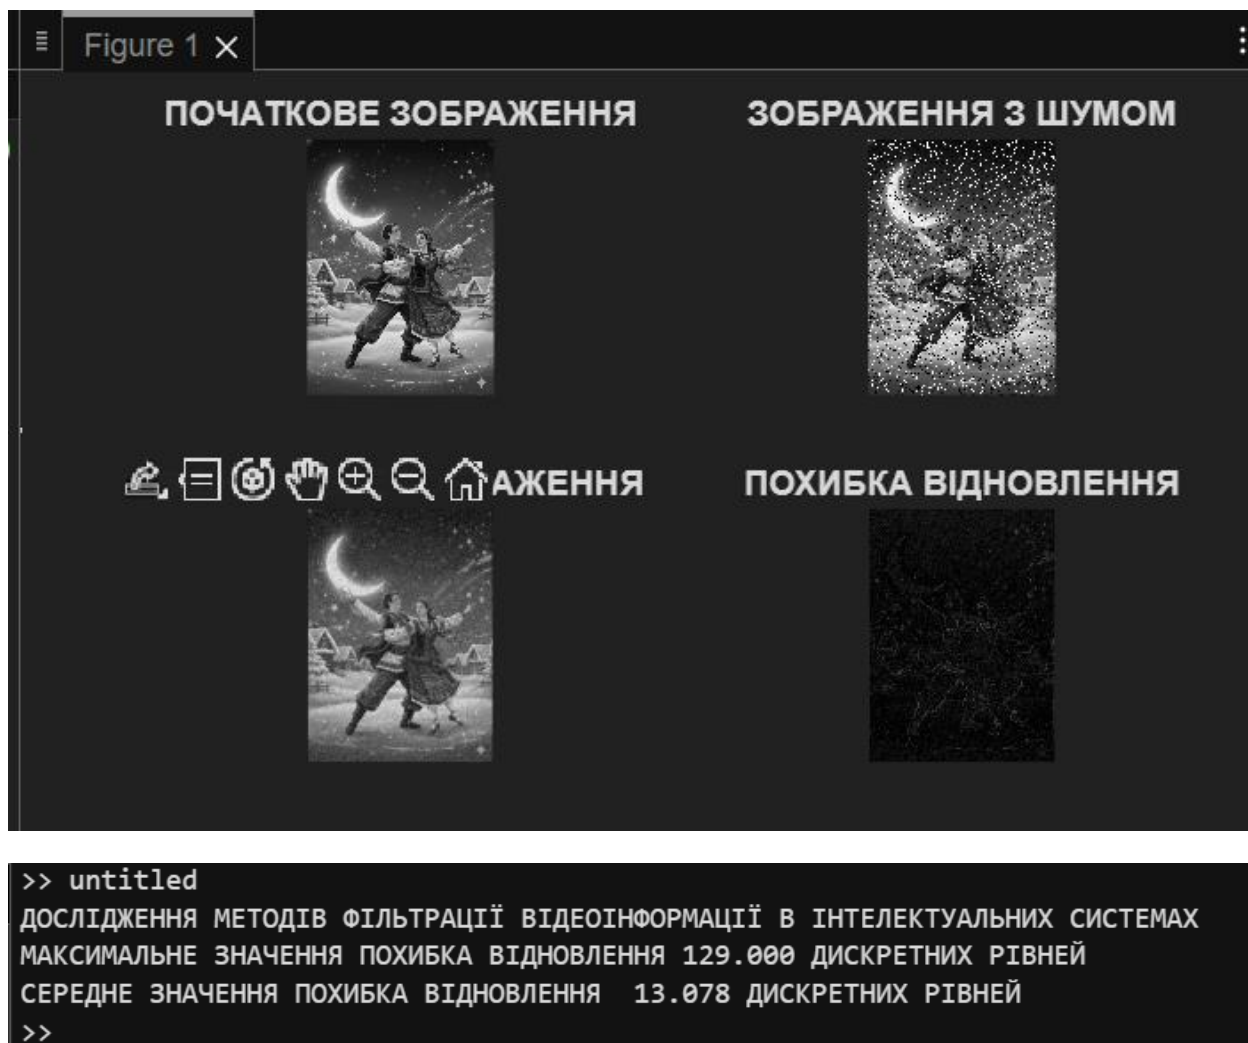 Figure 1
ПОЧАТКОВЕ ЗОБРАЖЕННЯ
ЗОБРАЖЕННЯ З ШУМОМ
АЖЕННЯ
ПОХИБКА ВІДНОВЛЕННЯ
>> untitled
ДОСЛІДЖЕННЯ МЕТОДІВ ФІЛЬТРАЦІЇ ВІДЕОІНФОРМАЦІЇ В ІНТЕЛЕКТУАЛЬНИХ СИСТЕМАХ
МАКСИМАЛЬНЕ ЗНАЧЕННЯ ПОХИБКА ВІДНОВЛЕННЯ 129.000 ДИСКРЕТНИХ РІВНЕЙ
СЕРЕДНЕ ЗНАЧЕННЯ ПОХИБКА ВІДНОВЛЕННЯ  13.078 ДИСКРЕТНИХ РІВНЕЙ
>>